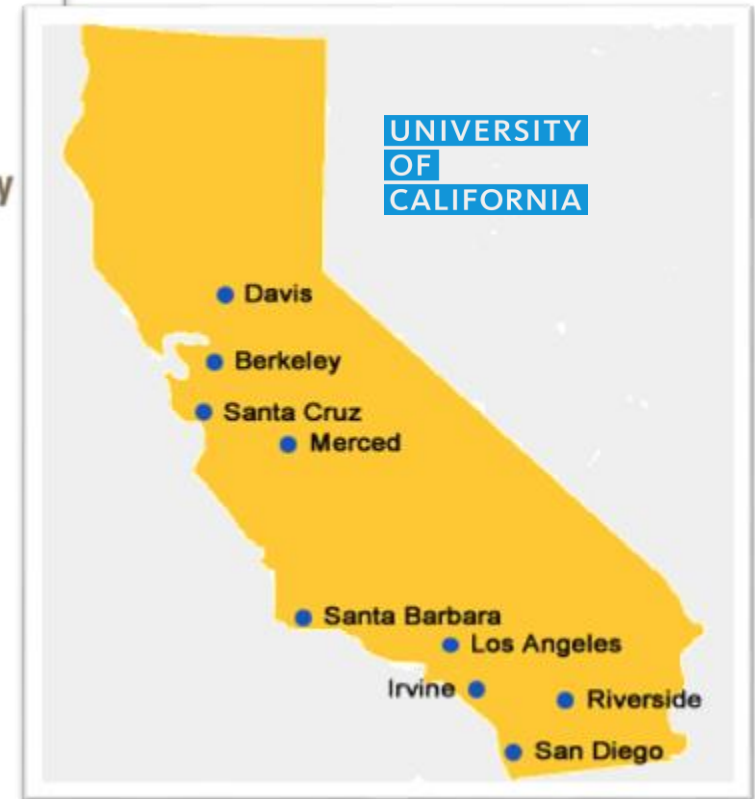 UNIVERSITY
OF
CALIFORNIA
y
Davis
Berkeley
Santa Cruz
Merced
Santa Barbara
Los Angeles
Irvine
Riverside
San Diego